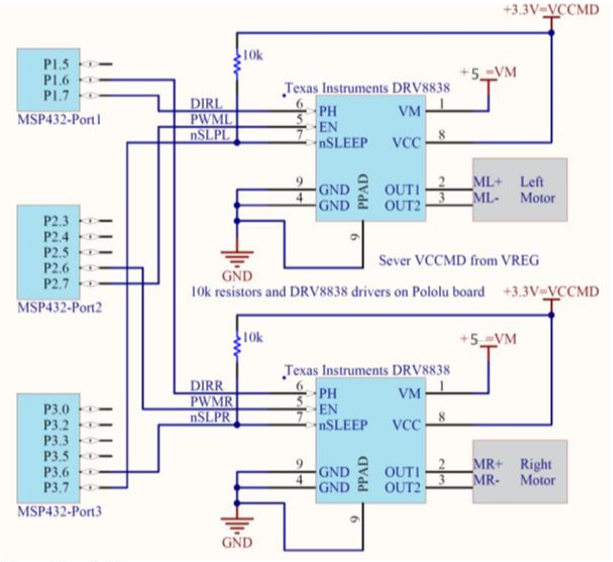 +3.3V=VCCMD
10k
+5 =VM
P1.5
P1.6
P1.7
MSP432-Port1
Texas Instruments DRV8838
DIRL 6 PH VM 1
PWML 5 EN
nSLPL 7 nSLEEP VCC 8
9 GND OUT1 2 ML+ Left
4 GND OUT2 3 ML- Motor
PPAD
9
GND
Sever VCCMD from VREG
10k resistors and DRV8838 drivers on Pololu board
P2.3
P2.4
P2.5
P2.6
P2.7
MSP432-Port2
+3.3V=VCCMD
10k
+5 =VM
Texas Instruments DRV8838
DIRR 6 PH VM 1
PWMR 5 EN
nSLPR 7 nSLEEP VCC 8
9 GND OUT1 2 MR+ Right
4 GND OUT2 3 MR- Motor
PPAD
9
GND
P3.0
P3.2
P3.3
P3.5
P3.6
P3.7
MSP432-Port3